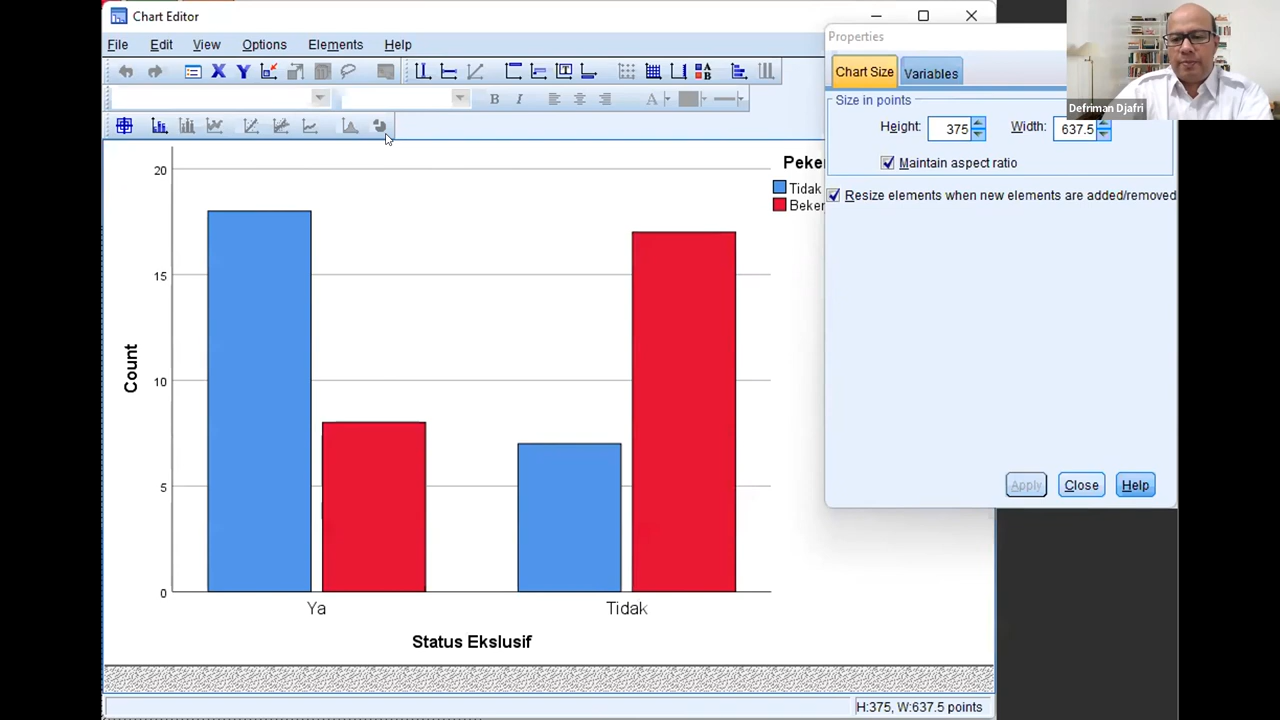 Chart Editor
File Edit View Options Elements Help
X Y
B I A
Properties
Chart Size Variables
Size in points
Height: 375 Width: 637.5
Maintain aspect ratio
Resize elements when new elements are added/removed
Apply Close Help
Defriman Djafri
Tidak
20
15
10
5
0
Count
Ya Tidak
Status Ekslusif
H:375, W:637.5 points